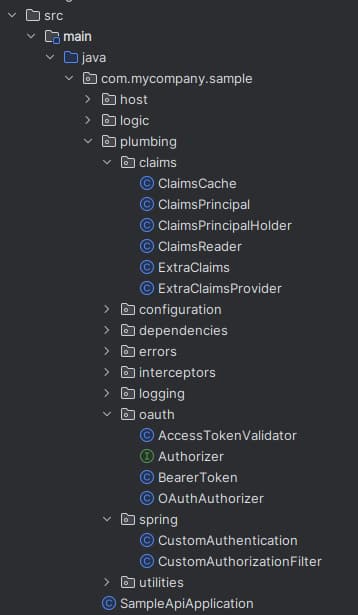 src
main
java
com.mycompany.sample
host
logic
plumbing
claims
ClaimsCache
ClaimsPrincipal
ClaimsPrincipalHolder
ClaimsReader
ExtraClaims
ExtraClaimsProvider
configuration
dependencies
errors
interceptors
logging
oauth
AccessTokenValidator
Authorizer
BearerToken
OAuthAuthorizer
spring
CustomAuthentication
CustomAuthorizationFilter
utilities
SampleApiApplication